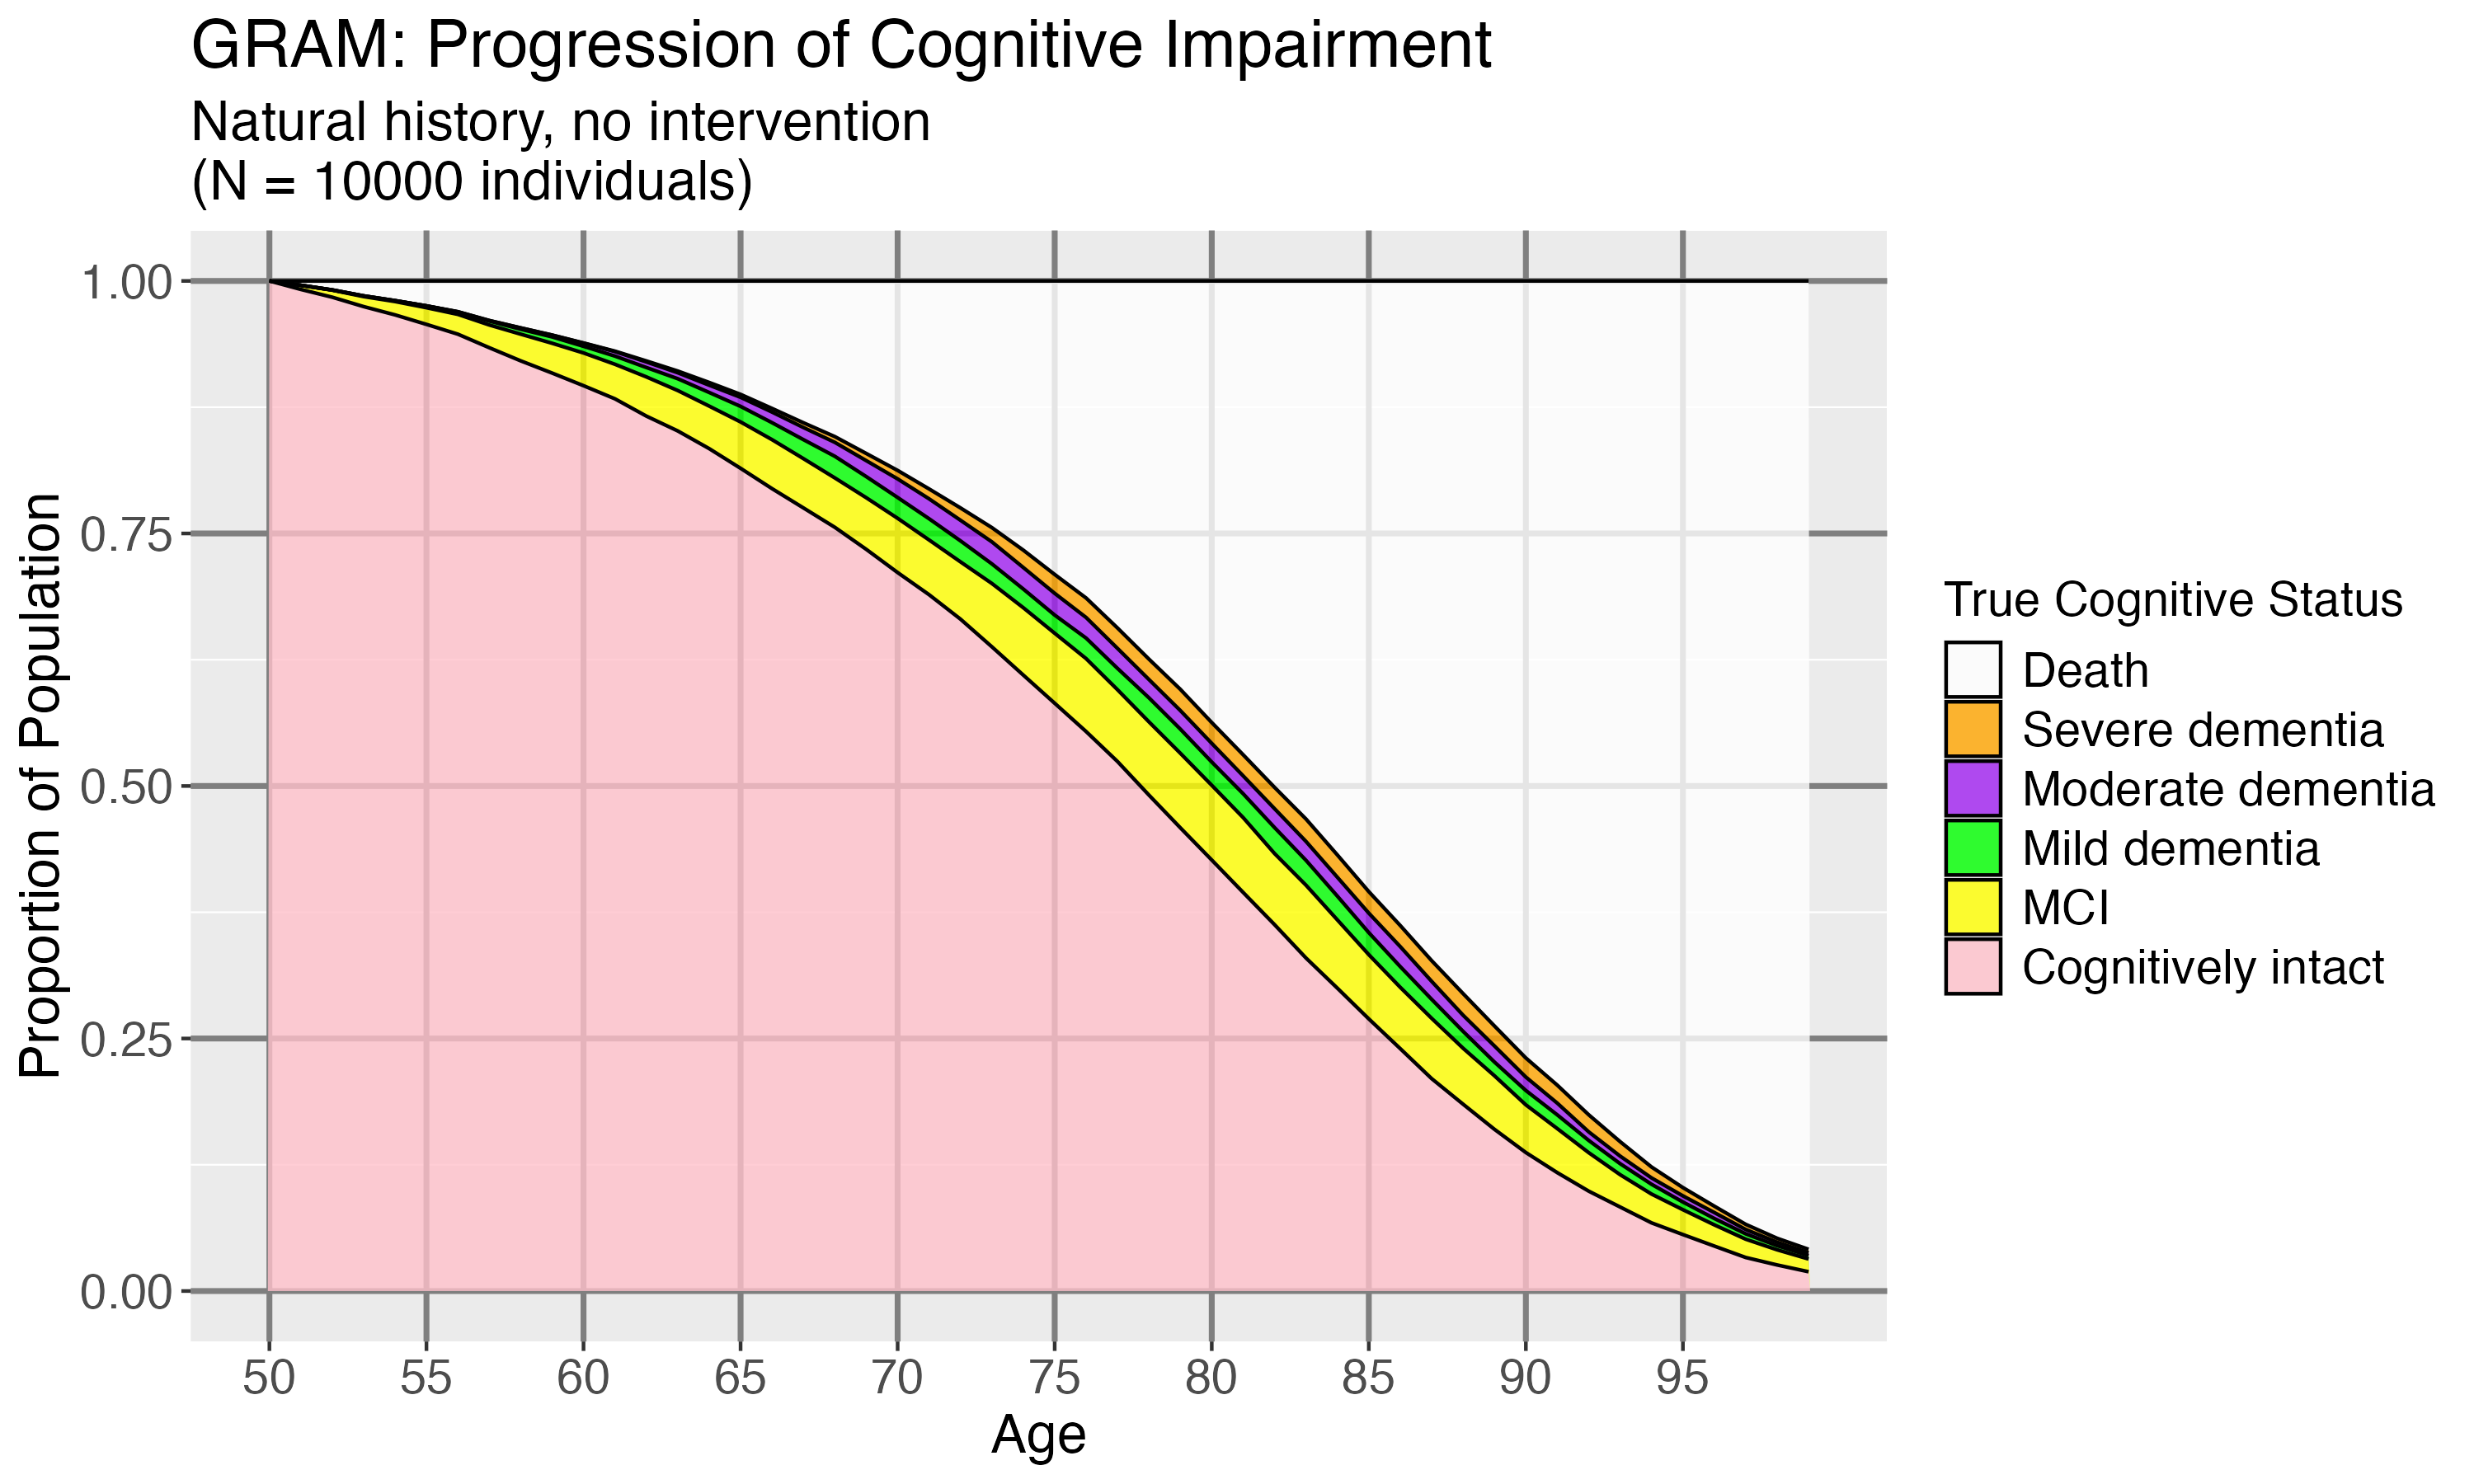 GRAM: Progression of Cognitive Impairment
Natural history, no intervention
(N = 10000 individuals)
Proportion of Population
1.00
0.75
0.50
0.25
0.00
50 55 60 65 70 75 80 85 90 95
Age
True Cognitive Status
Death
Severe dementia
Moderate dementia
Mild dementia
MCI
Cognitively intact